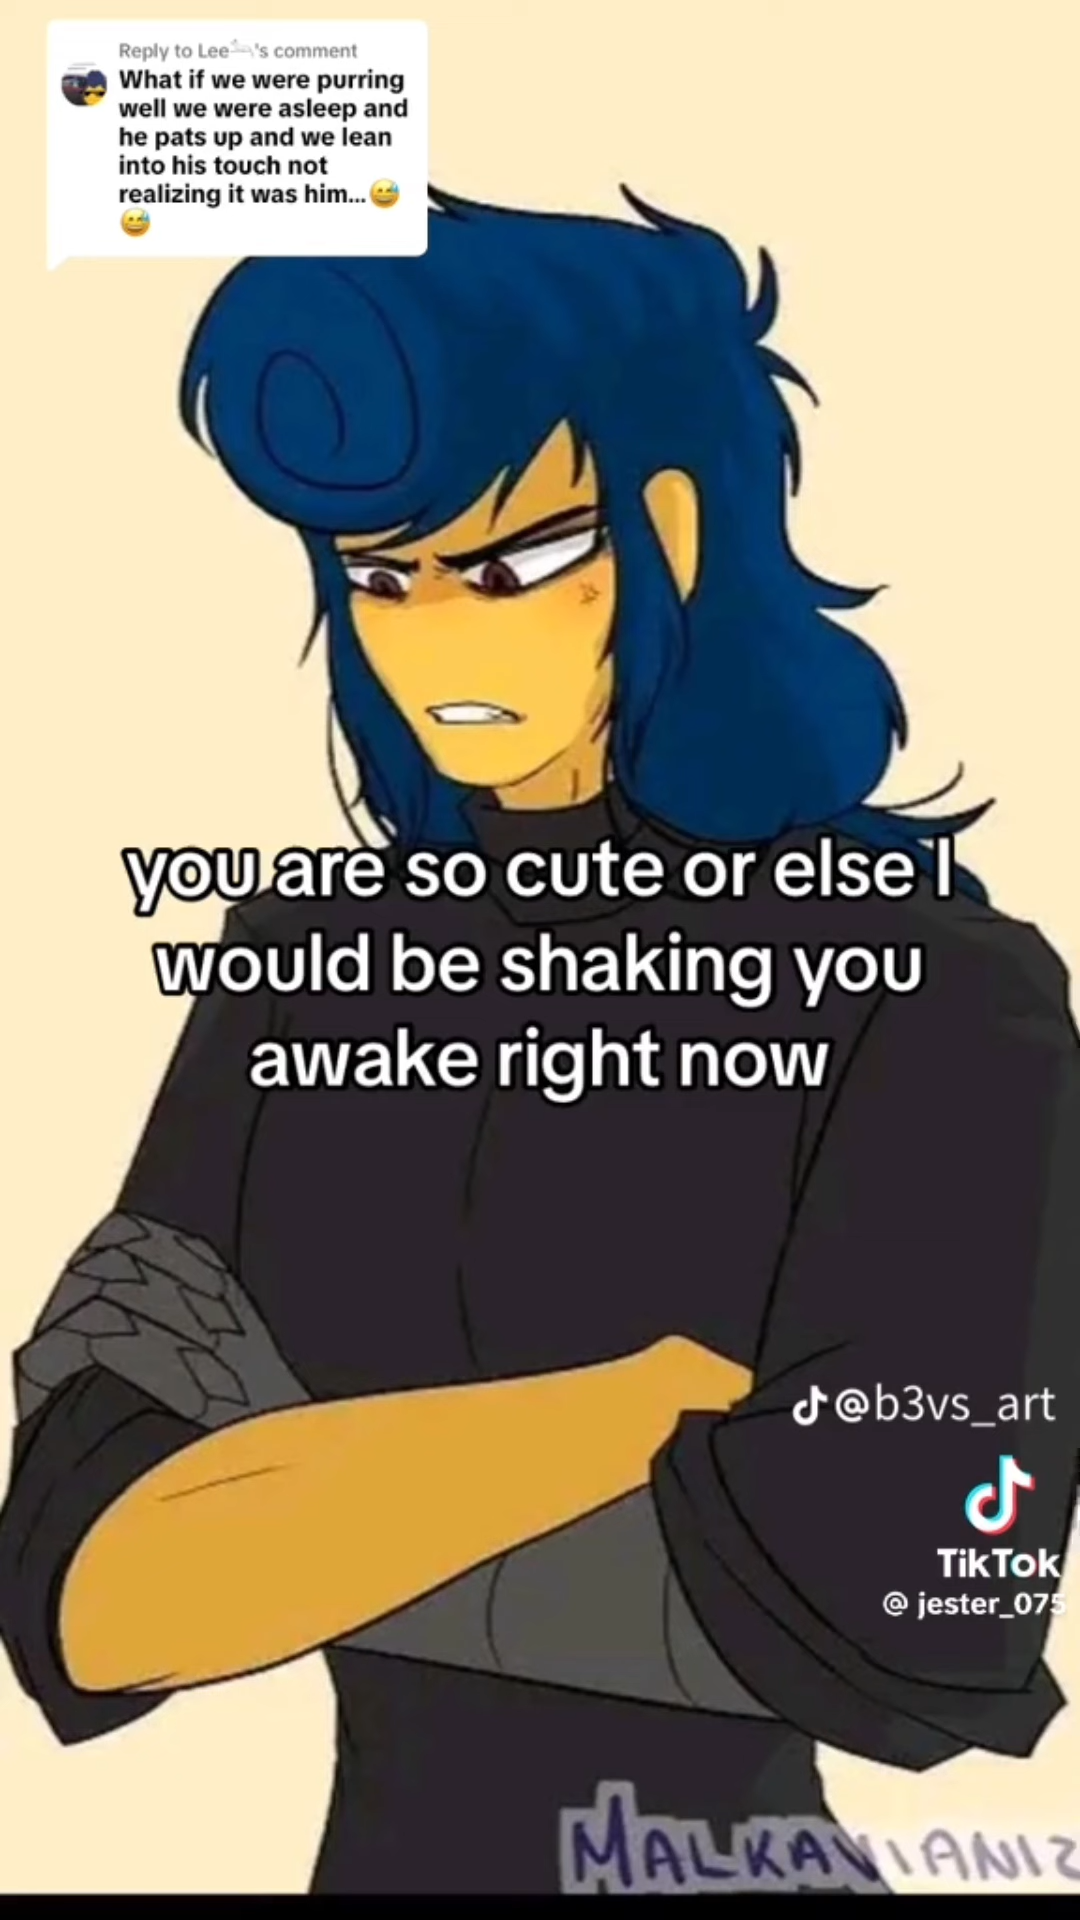 Reply to Lee🦢's comment
What if we were purring
well we were asleep and
he pats up and we lean
into his touch not
realizing it was him...😅
😅
you are so cute or else I
would be shaking you
awake right now
@b3vs_art
TikTok
@ jester_075
MALKAVIANIZ